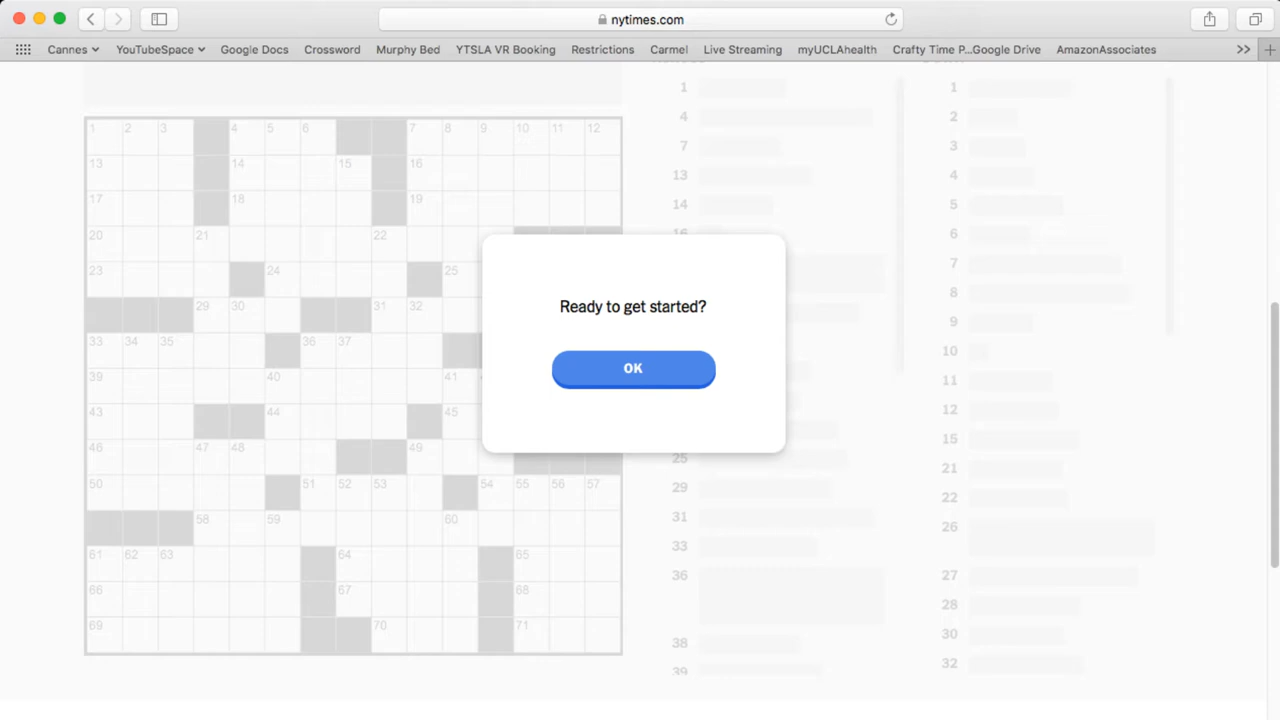 nytimes.com
Cannes YouTubeSpace Google Docs Crossword Murphy Bed YTSLA VR Booking Restrictions Carmel Live Streaming myUCLAhealth Crafty Time P...Google Drive AmazonAssociates
1 2 3 4 5 6 7 8 9 10 11 12
13 14 15 16
17 18 19
20 21 22
23 24 25
29 30 31 32
33 34 35 36 37
39 40 41
43 44 45
46 47 48 49
50 51 52 53 54 55 56 57
58 59 60
61 62 63 64 65
66 67 68
69 70 71
Ready to get started?
OK
1
4
7
13
14
16
25
29
31
33
36
38
39
1
2
3
4
5
6
7
8
9
10
11
12
15
21
22
26
27
28
30
32